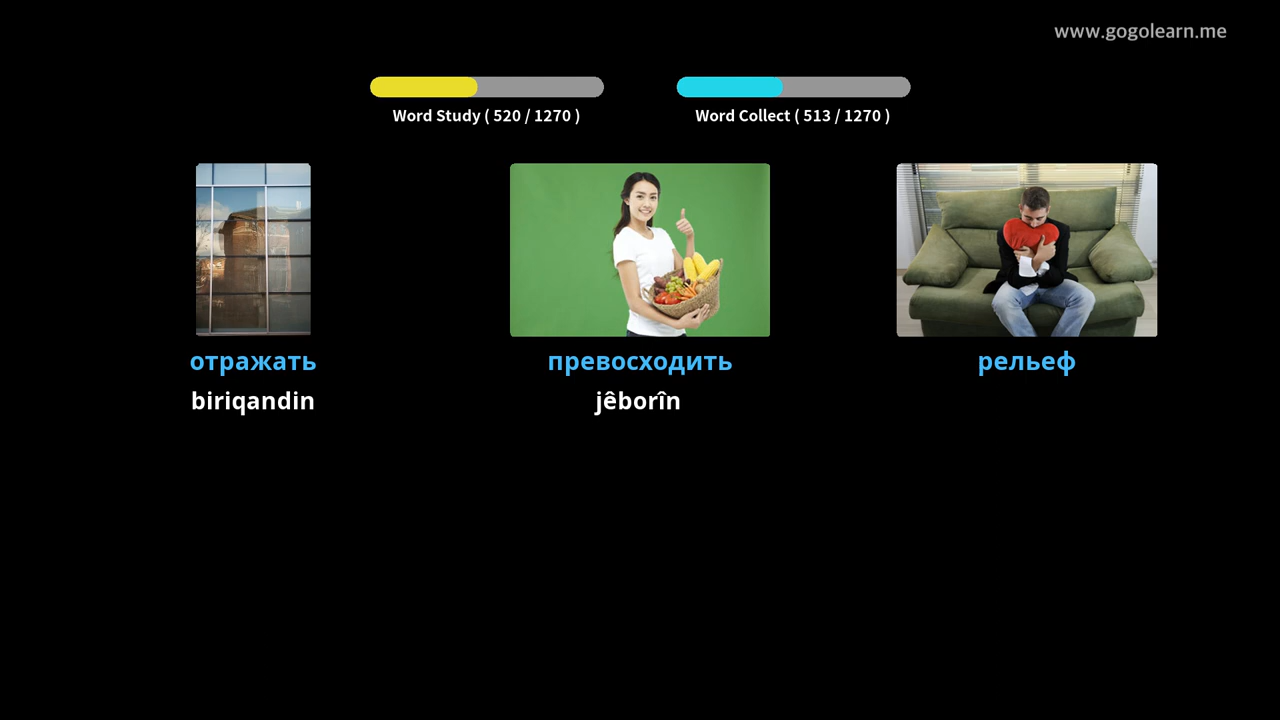 www.gogolearn.me
Word Study ( 520 / 1270 )
Word Collect ( 513 / 1270 )
отражать
превосходить
рельеф
biriqandin
jêborîn